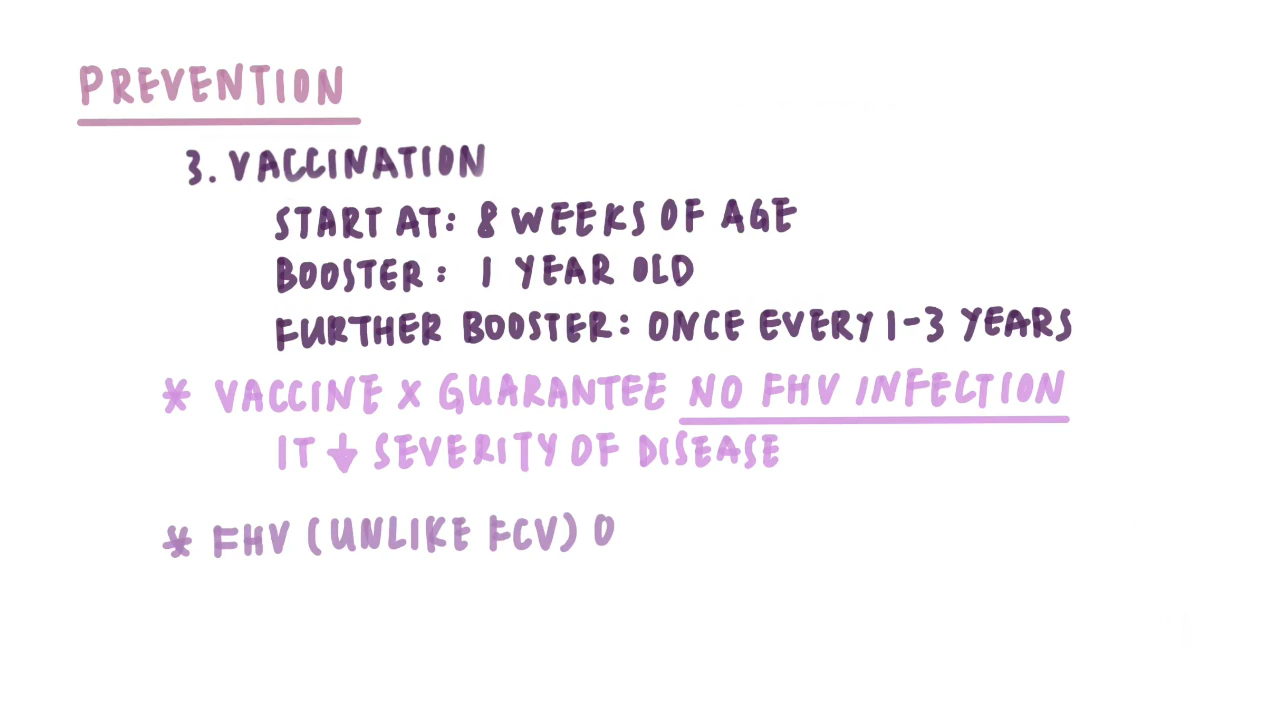 PREVENTION
3. VACCINATION
START AT: 8 WEEKS OF AGE
BOOSTER: 1 YEAR OLD
FURTHER BOOSTER: ONCE EVERY 1-3 YEARS
* VACCINE X GUARANTEE NO FHV INFECTION
IT ↓ SEVERITY OF DISEASE
* FHV (UNLIKE FCV) O